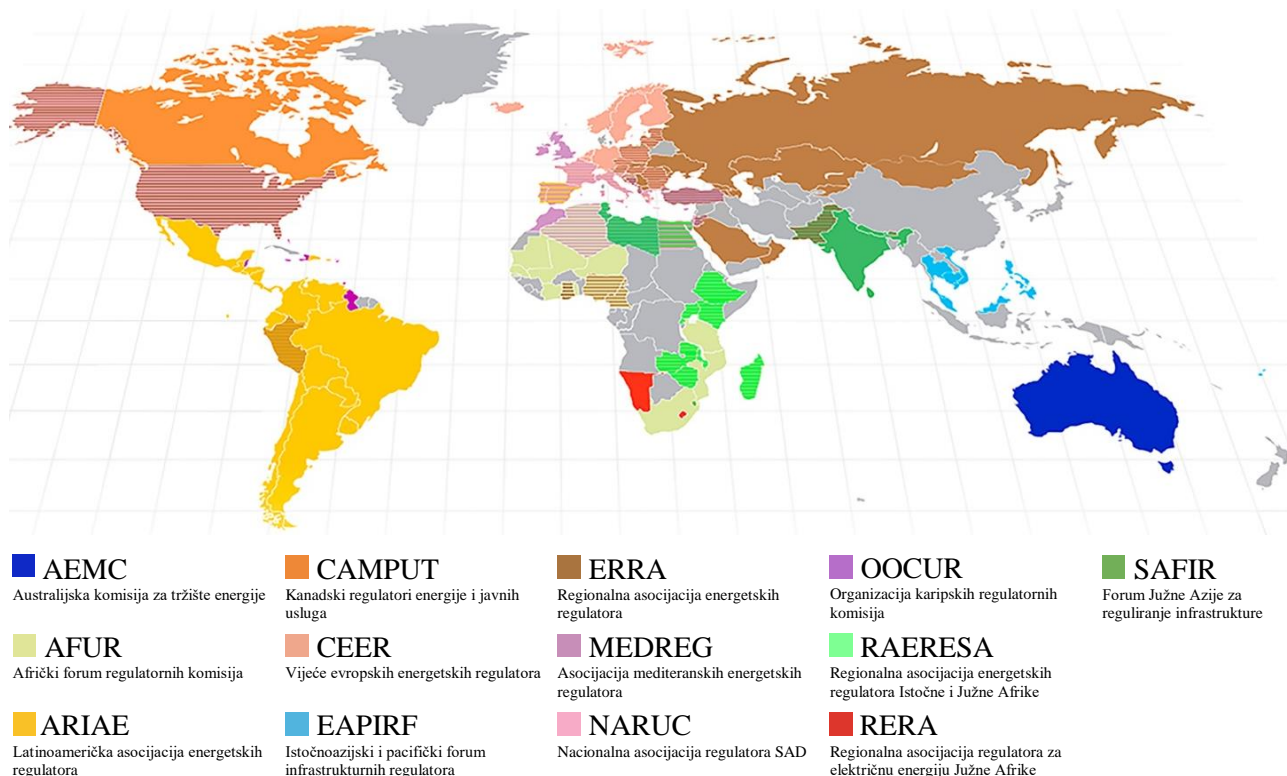 AEMC
Australijska komisija za tržište energije
CAMPUT
Kanadski regulatori energije i javnih
usluga
ERRA
Regionalna asocijacija energetskih
regulatora
OOCUR
Organizacija karipskih regulatornih
komisija
SAFIR
Forum Južne Azije za
reguliranje infrastrukture
AFUR
Afrički forum regulatornih komisija
CEER
Vijeće evropskih energetskih regulatora
MEDREG
Asocijacija mediteranskih energetskih
regulatora
RAERESA
Regionalna asocijacija energetskih
regulatora Istočne i Južne Afrike
ARIAE
Latinoamerička asocijacija energetskih
regulatora
EAPIRF
Istočnoazijski i pacifički forum
infrastrukturnih regulatora
NARUC
Nacionalna asocijacija regulatora SAD
RERA
Regionalna asocijacija regulatora za
električnu energiju Južne Afrike